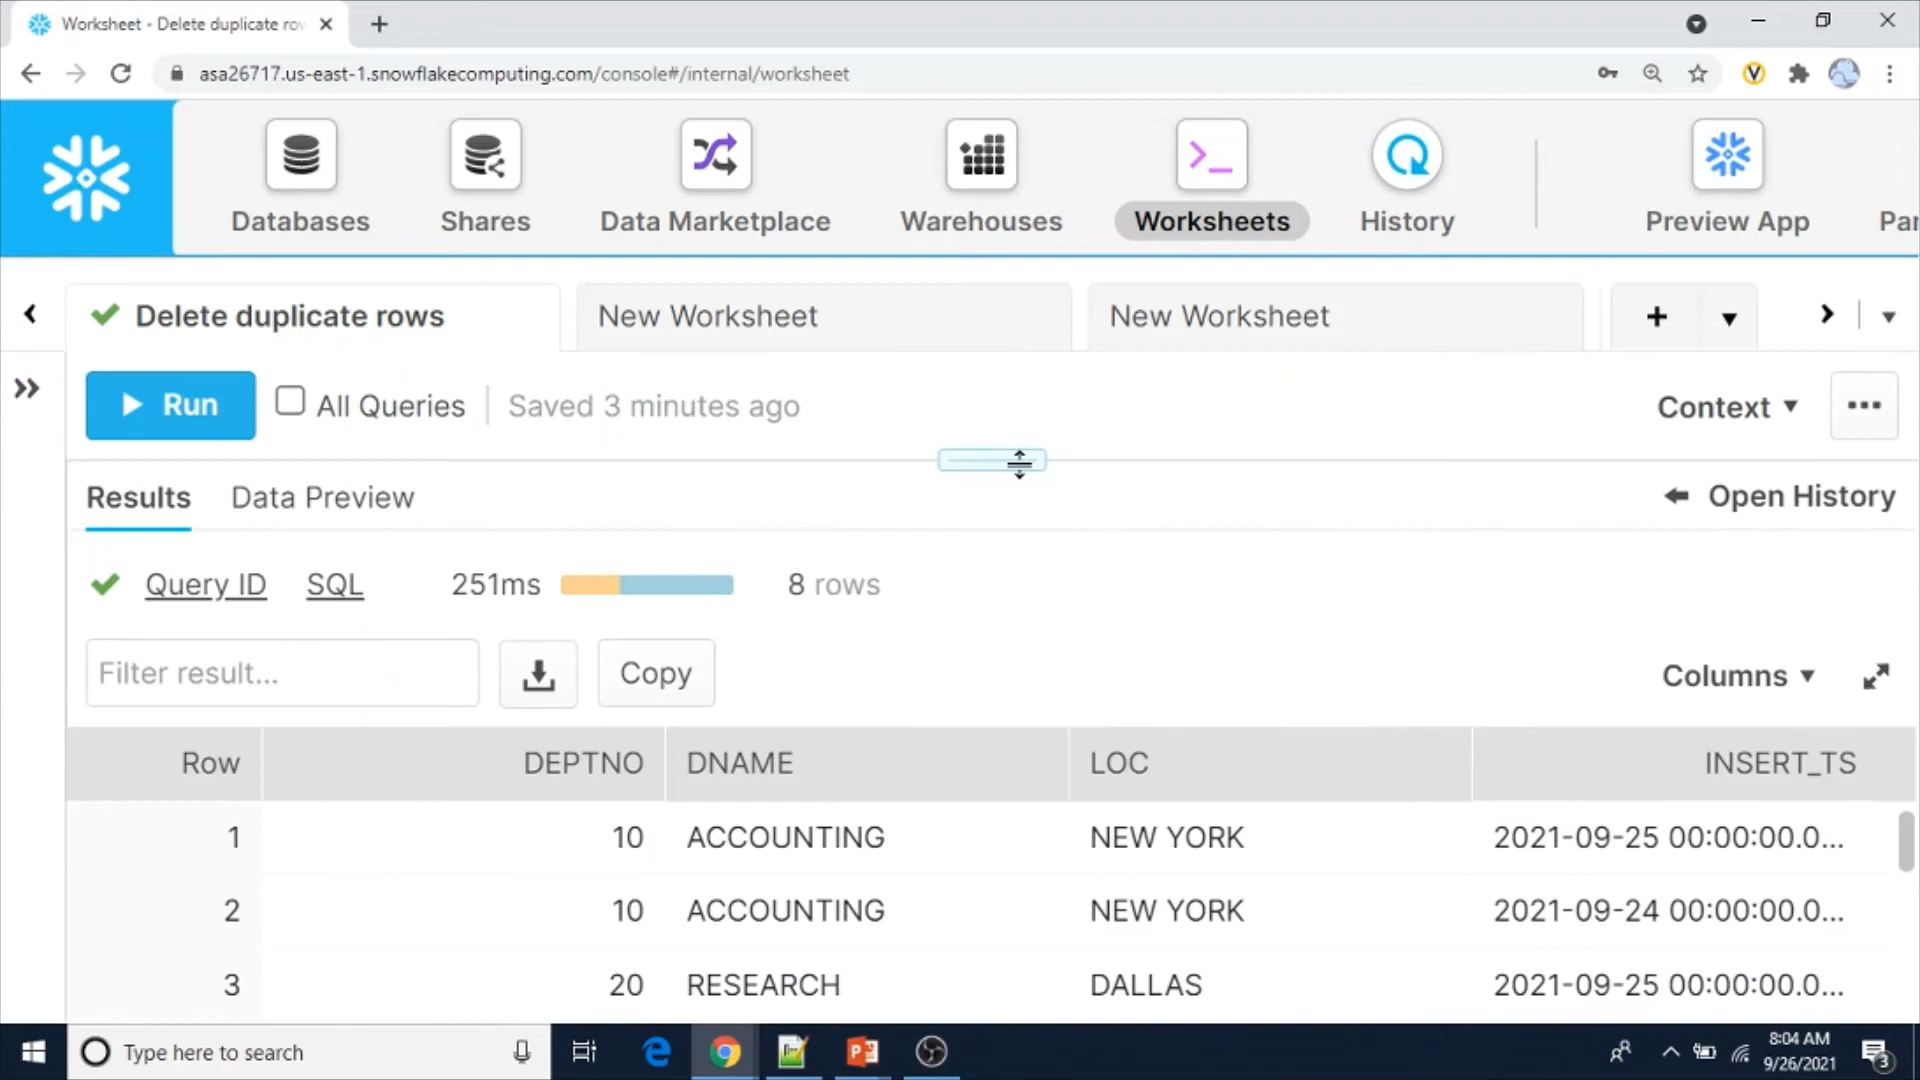 Worksheet - Delete duplicate rov
asa26717.us-east-1.snowflakecomputing.com/console#/internal/worksheet
Databases
Shares
Data Marketplace
Warehouses
Worksheets
History
Preview App
Par
Delete duplicate rows
New Worksheet
New Worksheet
Run
All Queries
Saved 3 minutes ago
Context
Results
Data Preview
Open History
Query ID
SQL
251ms
8 rows
Filter result...
Copy
Columns
Row DEPTNO DNAME LOC INSERT_TS
1 10 ACCOUNTING NEW YORK 2021-09-25 00:00:00.0...
2 10 ACCOUNTING NEW YORK 2021-09-24 00:00:00.0...
3 20 RESEARCH DALLAS 2021-09-25 00:00:00.0...
Type here to search
8:04 AM
9/26/2021
3